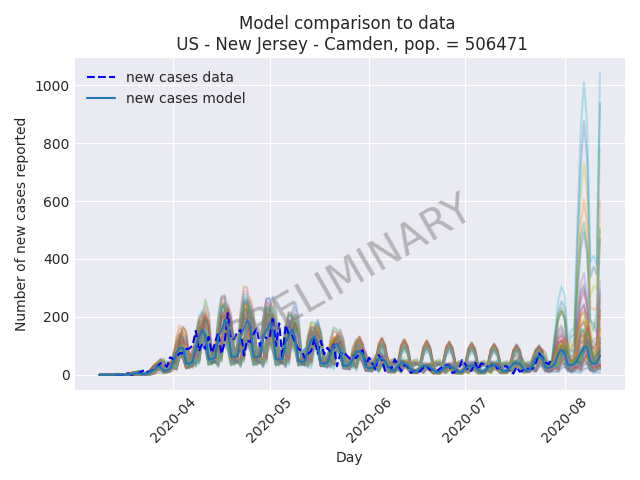 Model comparison to data
US - New Jersey - Camden, pop. = 506471
new cases data
new cases model
Number of new cases reported
1000
800
600
400
200
0
PRELIMINARY
2020-04
2020-05
2020-06
2020-07
2020-08
Day